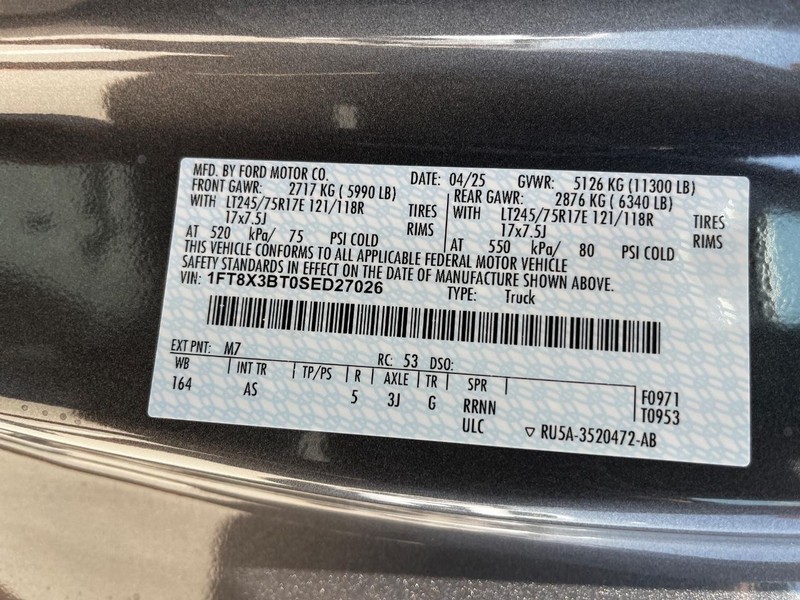 MFD. BY FORD MOTOR CO. DATE: 04/25 GVWR: 5126 KG (11300 LB)
FRONT GAWR: 2717 KG ( 5990 LB) REAR GAWR: 2876 KG ( 6340 LB)
WITH LT245/75R17E 121/118R TIRES WITH LT245/75R17E 121/118R TIRES
17x7.5J RIMS 17x7.5J RIMS
AT 520 kPa/ 75 PSI COLD AT 550 kPa/ 80 PSI COLD
THIS VEHICLE CONFORMS TO ALL APPLICABLE FEDERAL MOTOR VEHICLE
SAFETY STANDARDS IN EFFECT ON THE DATE OF MANUFACTURE SHOWN ABOVE.
VIN: 1FT8X3BT0SED27026 TYPE: Truck
EXT PNT: M7 RC: 53 DSO:
WB INT TR TP/PS R AXLE TR SPR F0971
164 AS 5 3J G RRNN T0953
ULC ▽ RU5A-3520472-AB